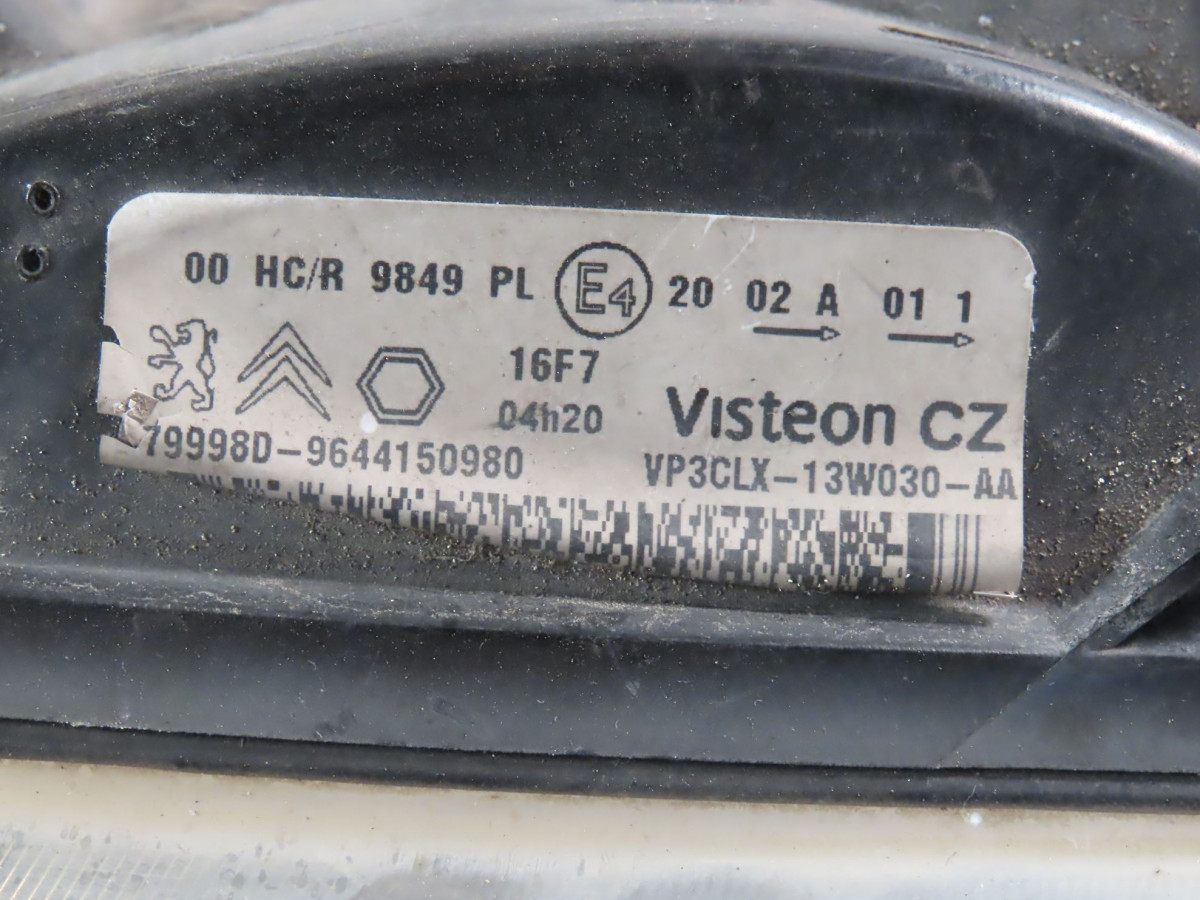 00 HC/R 9849 PL E4 20 02 A 01 1
16F7
04h20
Visteon CZ
79998D-9644150980
VP3CLX-13W030-AA